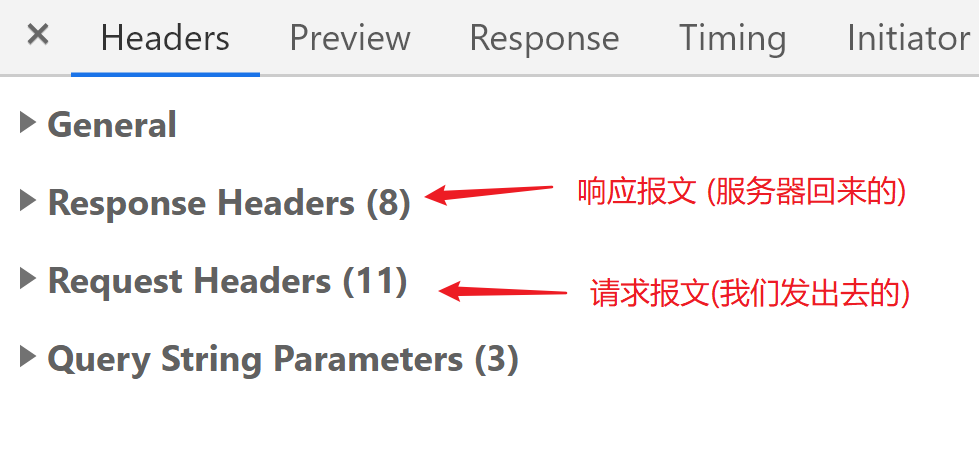 × Headers Preview Response Timing Initiator
General
Response Headers (8) 响应报文 (服务器回来的)
Request Headers (11) 请求报文(我们发出去的)
Query String Parameters (3)